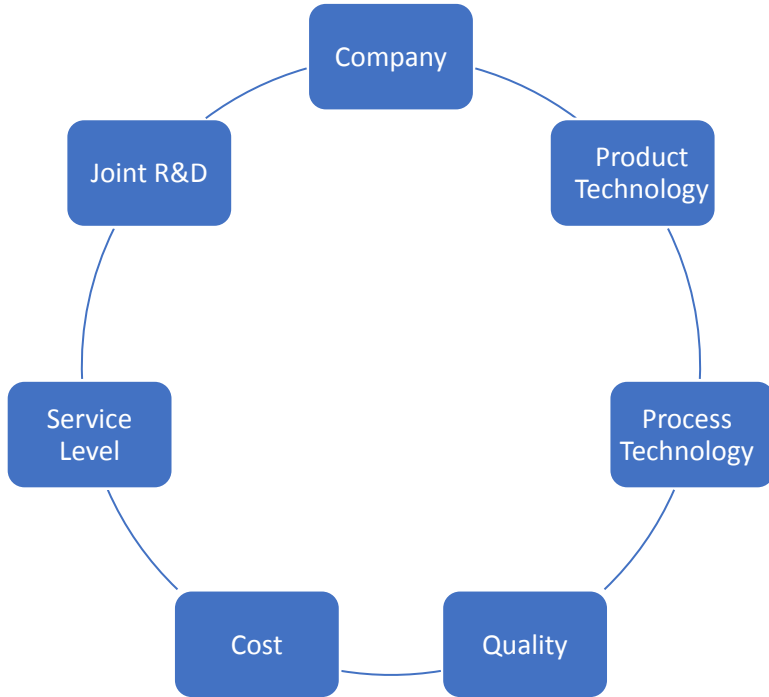 Company
Product
Technology
Process
Technology
Quality
Cost
Service
Level
Joint R&D